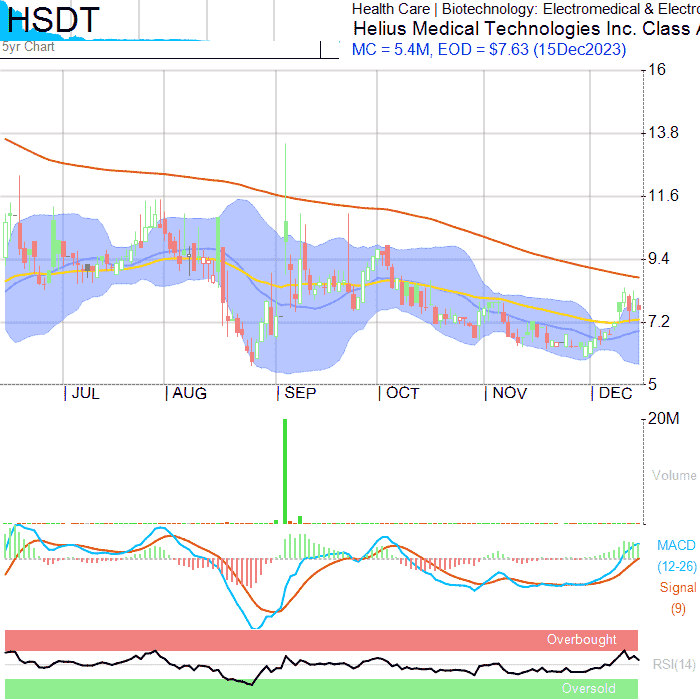 HSDT
Health Care | Biotechnology: Electromedical & Electro
Helius Medical Technologies Inc. Class A
5yr Chart
MC = 5.4M, EOD = $7.63 (15Dec2023)
16
13.8
11.6
9.4
7.2
5
JUL AUG SEP OCT NOV DEC
20M
Volume
MACD
(12-26)
Signal
(9)
Overbought
RSI(14)
Oversold